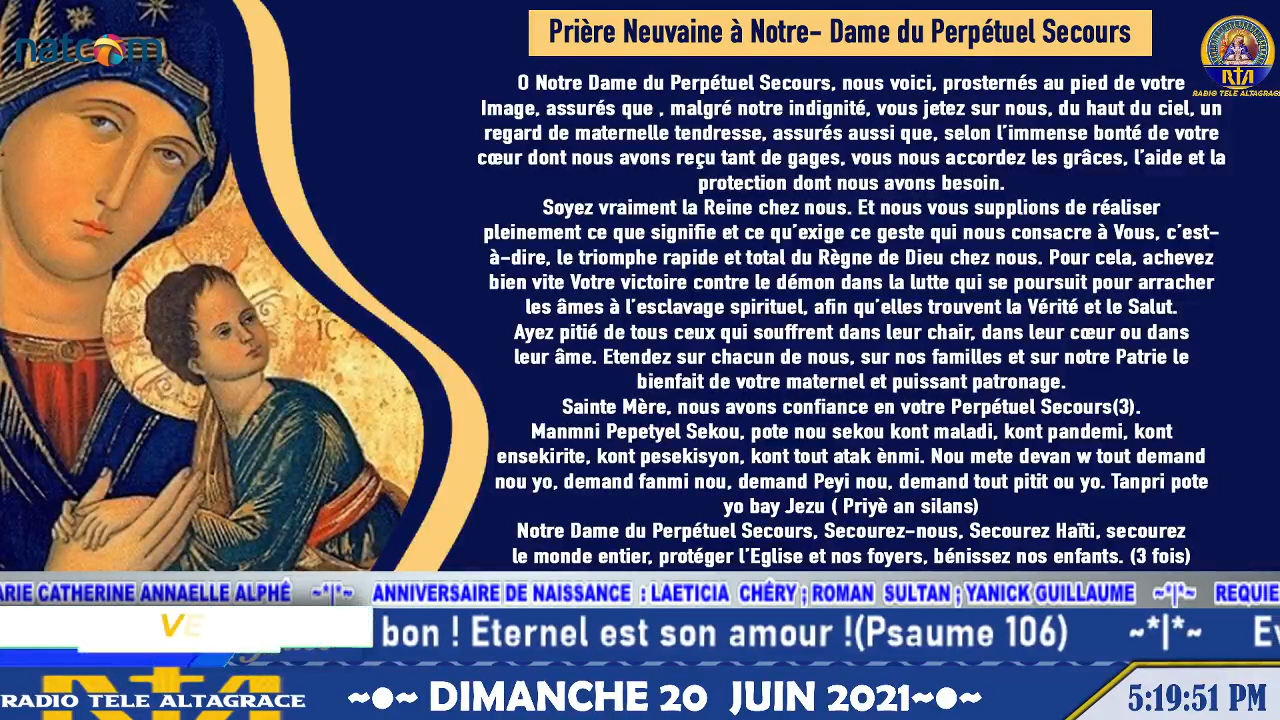 natcom
Prière Neuvaine à Notre- Dame du Perpétuel Secours
RTA
RADIO TELE ALTAGRACE
O Notre Dame du Perpétuel Secours, nous voici, prosternés au pied de votre
Image, assurés que , malgré notre indignité, vous jetez sur nous, du haut du ciel, un
regard de maternelle tendresse, assurés aussi que, selon l'immense bonté de votre
cœur dont nous avons reçu tant de gages, vous nous accordez les grâces, l'aide et la
protection dont nous avons besoin.
Soyez vraiment la Reine chez nous. Et nous vous supplions de réaliser
pleinement ce que signifie et ce qu'exige ce geste qui nous consacre à Vous, c'est-
à-dire, le triomphe rapide et total du Règne de Dieu chez nous. Pour cela, achevez
bien vite Votre victoire contre le démon dans la lutte qui se poursuit pour arracher
les âmes à l'esclavage spirituel, afin qu'elles trouvent la Vérité et le Salut.
Ayez pitié de tous ceux qui souffrent dans leur chair, dans leur cœur ou dans
leur âme. Etendez sur chacun de nous, sur nos familles et sur notre Patrie le
bienfait de votre maternel et puissant patronage.
Sainte Mère, nous avons confiance en votre Perpétuel Secours(3).
Manmni Pepetyel Sekou, pote nou sekou kont maladi, kont pandemi, kont
ensekirite, kont pesekisyon, kont tout atak ènmi. Nou mete devan w tout demand
nou yo, demand fanmi nou, demand Peyi nou, demand tout pitit ou yo. Tanpri pote
yo bay Jezu ( Priyè an silans)
Notre Dame du Perpétuel Secours, Secourez-nous, Secourez Haïti, secourez
le monde entier, protéger l'Eglise et nos foyers, bénissez nos enfants. (3 fois)
ARIE CATHERINE ANNAELLE ALPHÊ ~*|*~ ANNIVERSAIRE DE NAISSANCE : LAETICIA CHÊRY ; ROMAN SULTAN ; YANICK GUILLAUME ~*|*~ REQUIE
VE
bon ! Eternel est son amour !(Psaume 106) ~*|*~ Ev
RTA
RADIO TELE ALTAGRACE
~●~ DIMANCHE 20 JUIN 2021~●~
5:19:51 PM